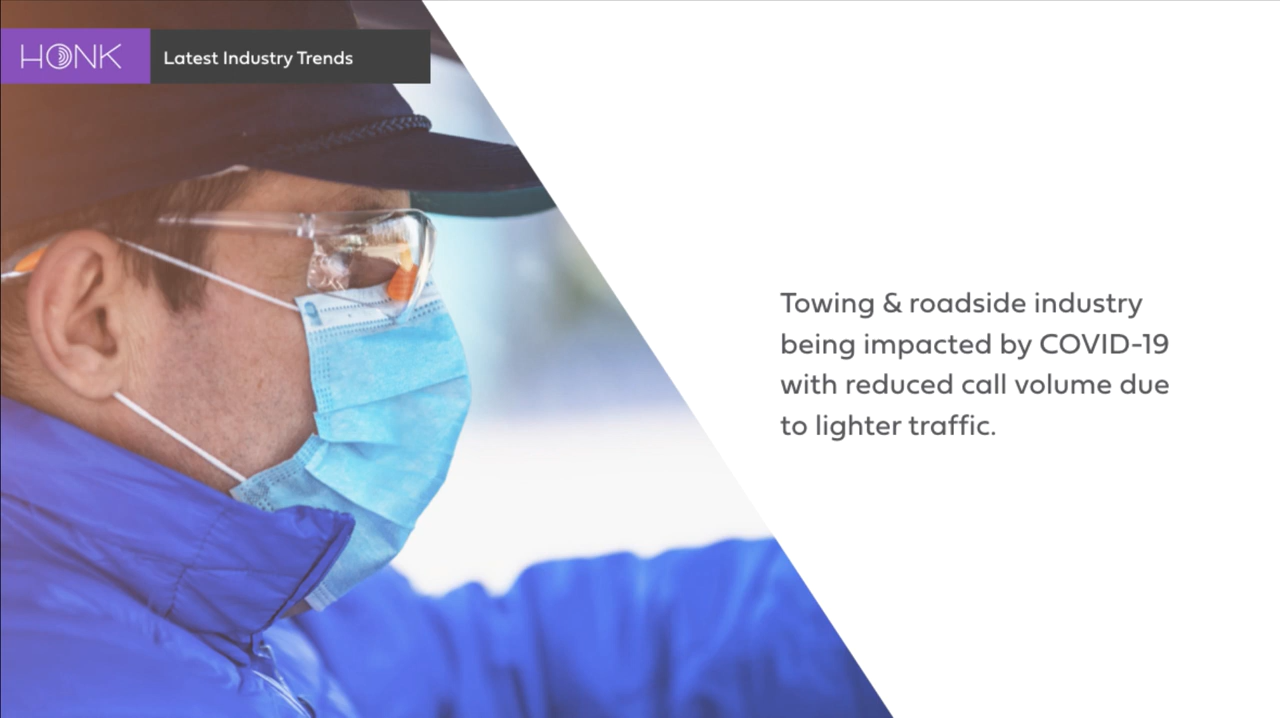 HONK
Latest Industry Trends
Towing & roadside industry
being impacted by COVID-19
with reduced call volume due
to lighter traffic.